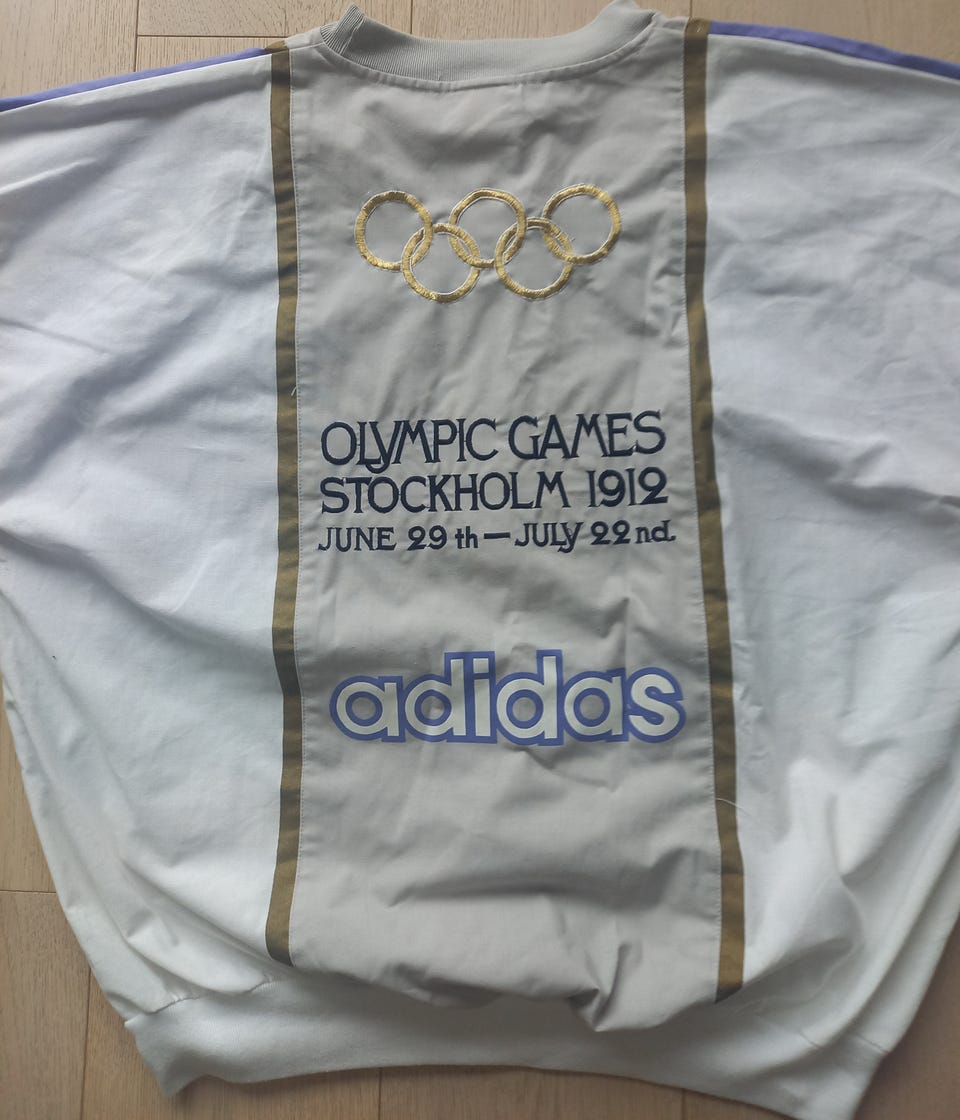 OLYMPIC GAMES
STOCKHOLM 1912
JUNE 29 th — JULY 22 nd.
adidas